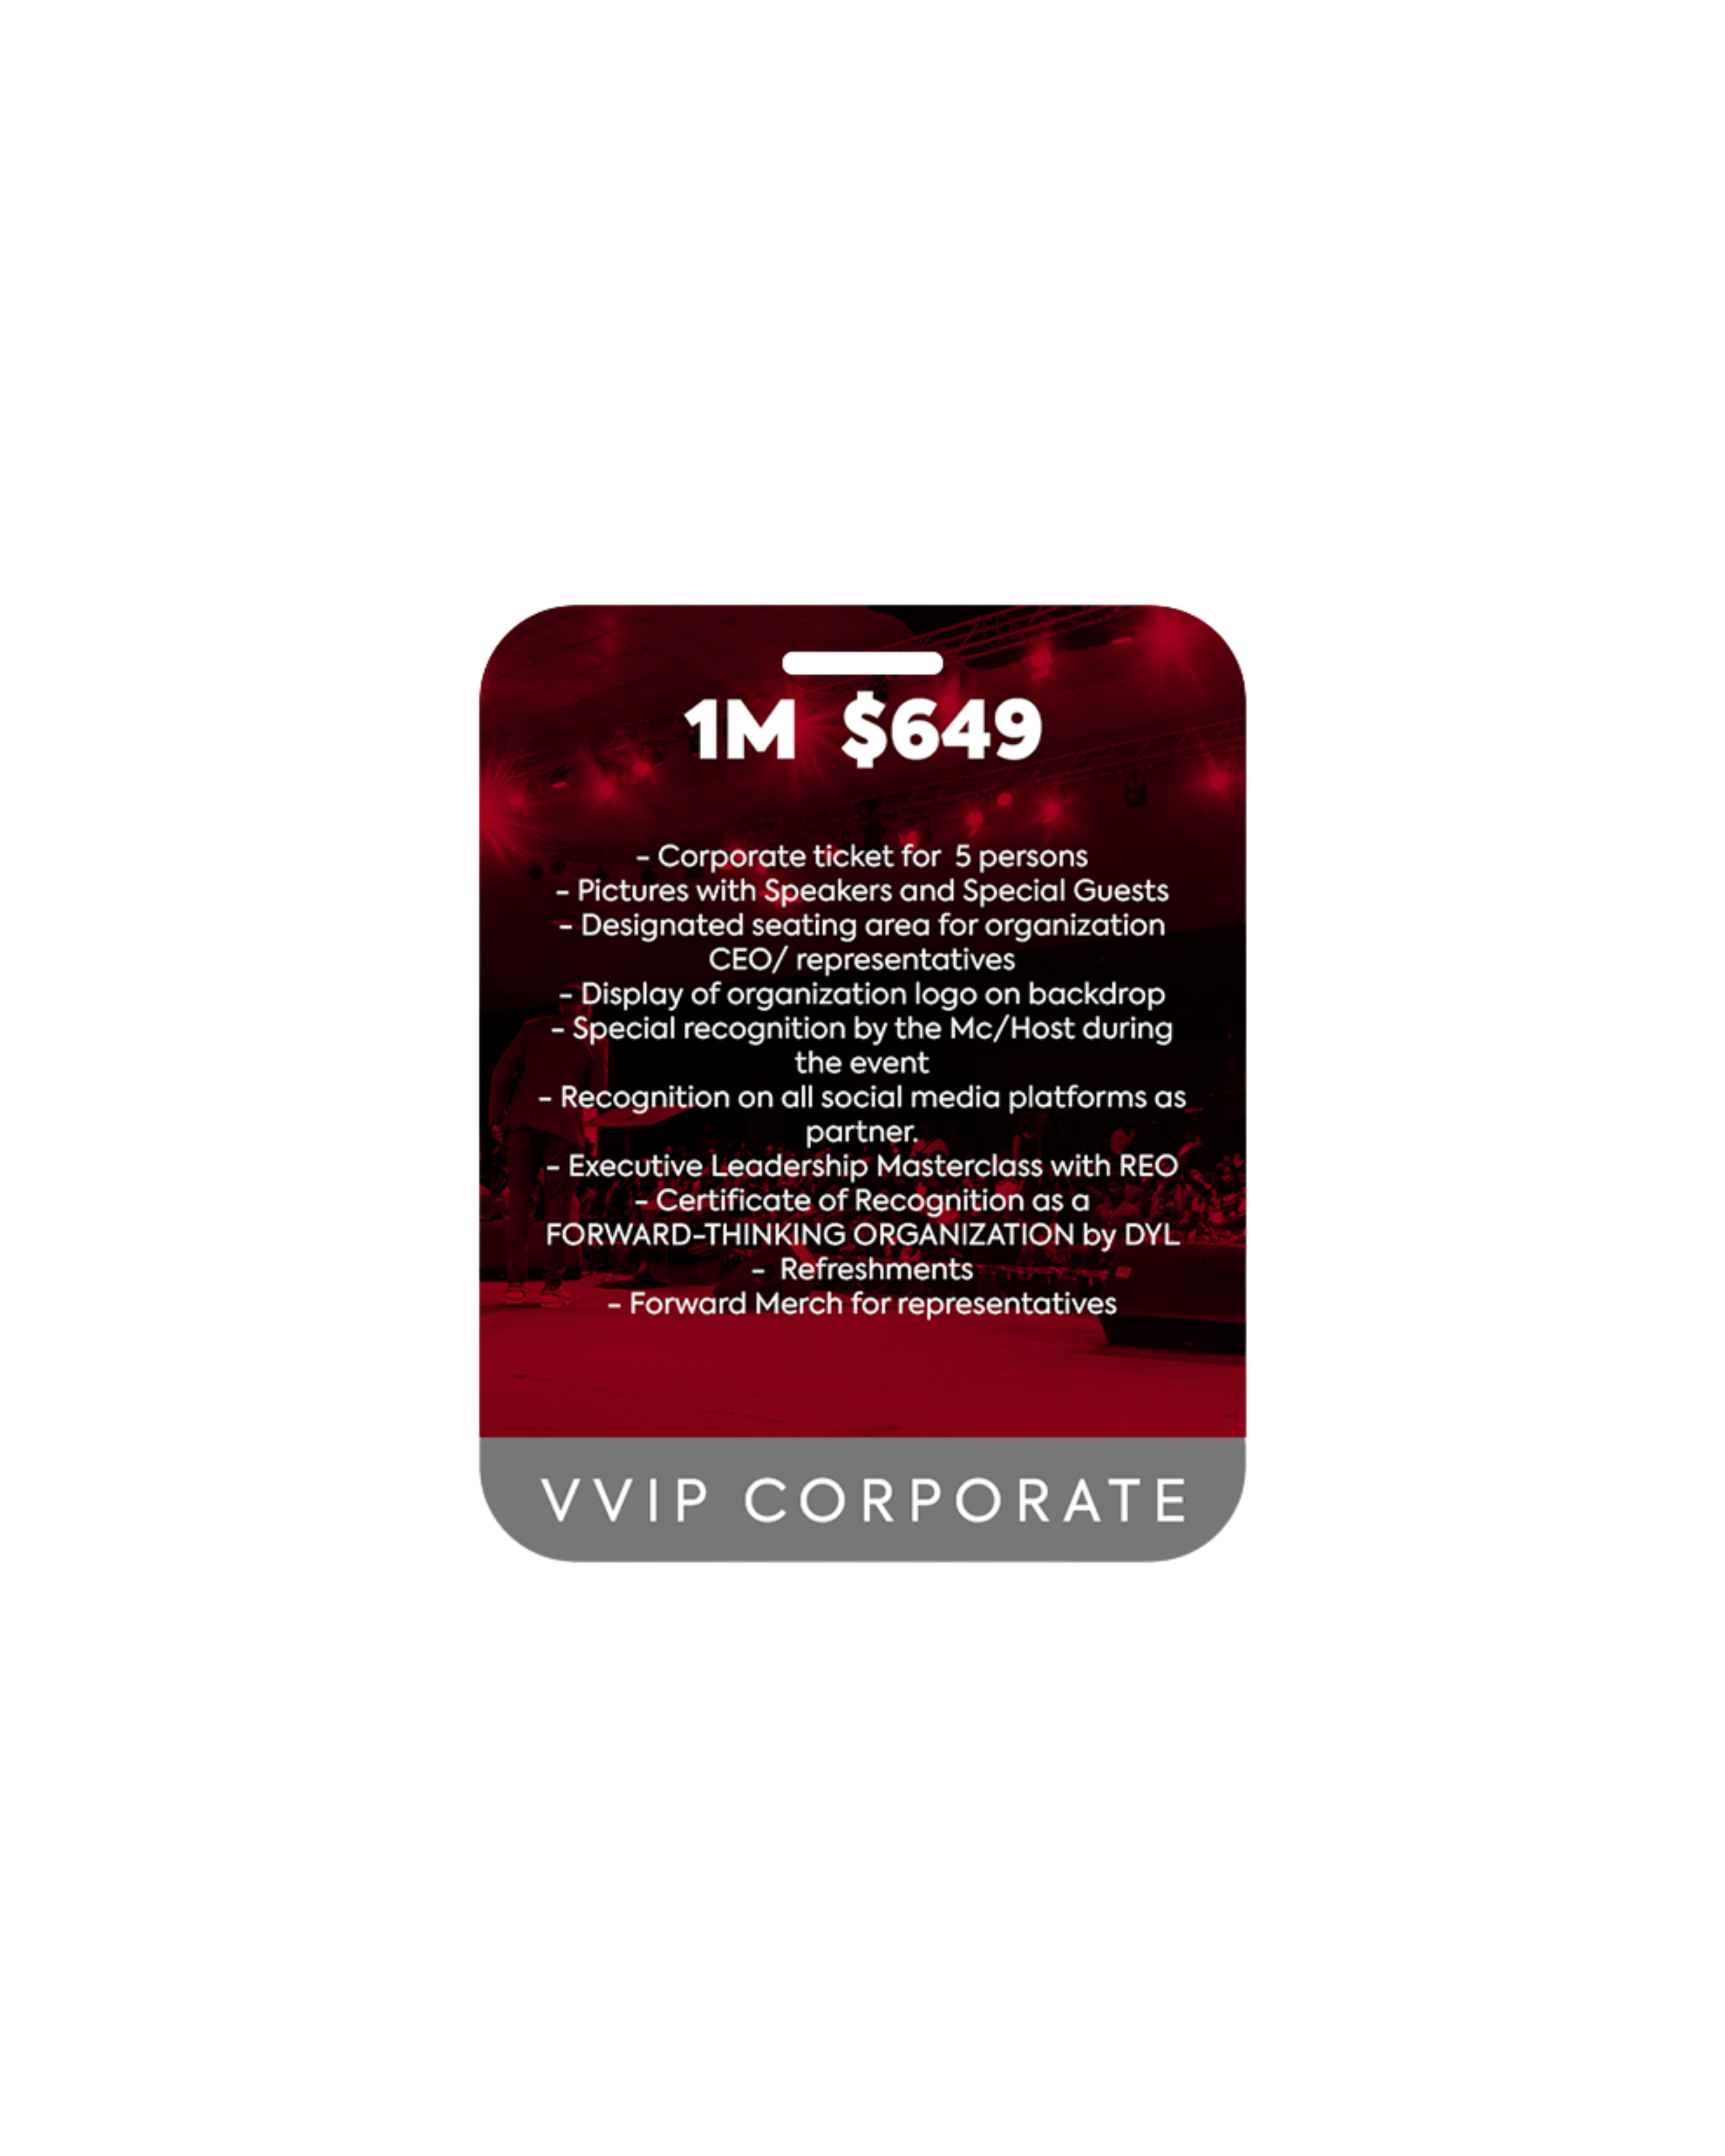 1M $649
- Corporate ticket for 5 persons
- Pictures with Speakers and Special Guests
- Designated seating area for organization
CEO/ representatives
- Display of organization logo on backdrop
- Special recognition by the Mc/Host during
the event
- Recognition on all social media platforms as
partner.
- Executive Leadership Masterclass with REO
- Certificate of Recognition as a
FORWARD-THINKING ORGANIZATION by DYL
- Refreshments
- Forward Merch for representatives
VVIP CORPORATE